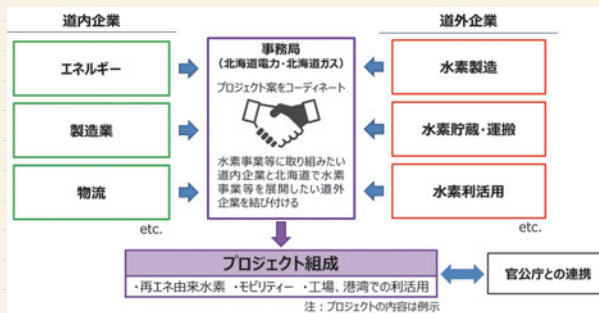 道内企業
エネルギー
製造業
物流
etc.
事務局
(北海道電力・北海道ガス)
プロジェクト案をコーディネート
水素事業等に取り組みたい
道内企業と北海道で水素
事業等を展開したい道外
企業を結び付ける
道外企業
水素製造
水素貯蔵・運搬
水素利活用
etc.
プロジェクト組成
・再エネ由来水素 ・モビリティー ・工場、港湾での利活用
官公庁との連携
注：プロジェクトの内容は例示